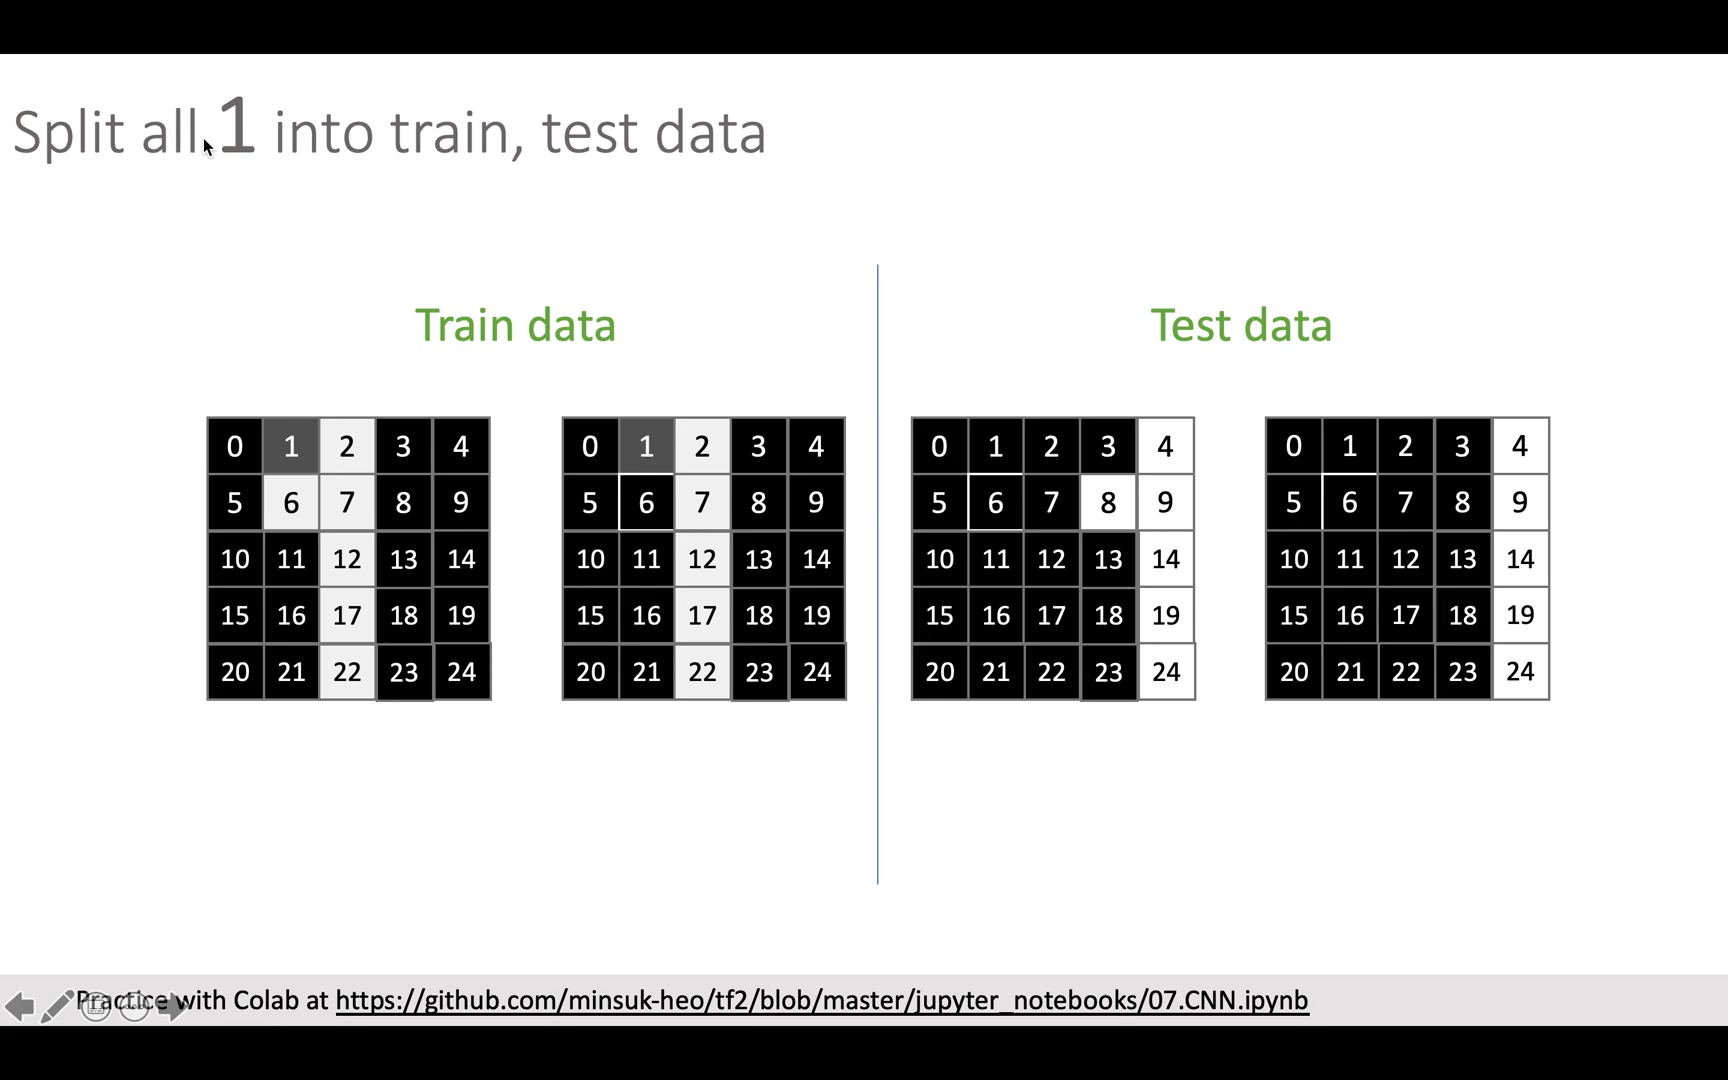 Split all 1 into train, test data
Train data
Test data
0 1 2 3 4
5 6 7 8 9
10 11 12 13 14
15 16 17 18 19
20 21 22 23 24
0 1 2 3 4
5 6 7 8 9
10 11 12 13 14
15 16 17 18 19
20 21 22 23 24
0 1 2 3 4
5 6 7 8 9
10 11 12 13 14
15 16 17 18 19
20 21 22 23 24
0 1 2 3 4
5 6 7 8 9
10 11 12 13 14
15 16 17 18 19
20 21 22 23 24
Practice with Colab at https://github.com/minsuk-heo/tf2/blob/master/jupyter_notebooks/07.CNN.ipynb